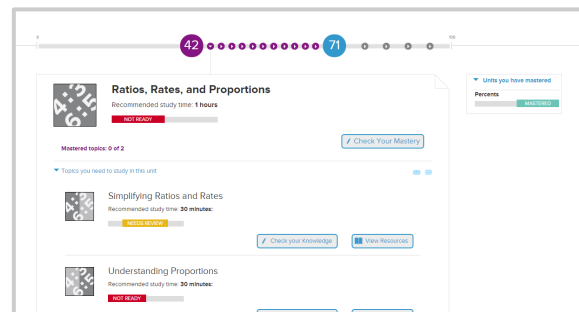 0
42
71
100
Ratios, Rates, and Proportions
Recommended study time: 1 hours
NOT READY
Mastered topics: 0 of 2
Check Your Mastery
Topics you need to study in this unit
Simplifying Ratios and Rates
Recommended study time: 30 minutes:
NEEDS REVIEW
Check your Knowledge
View Resources
Understanding Proportions
Recommended study time: 30 minutes:
NOT READY
Units you have mastered
Percents
MASTERED